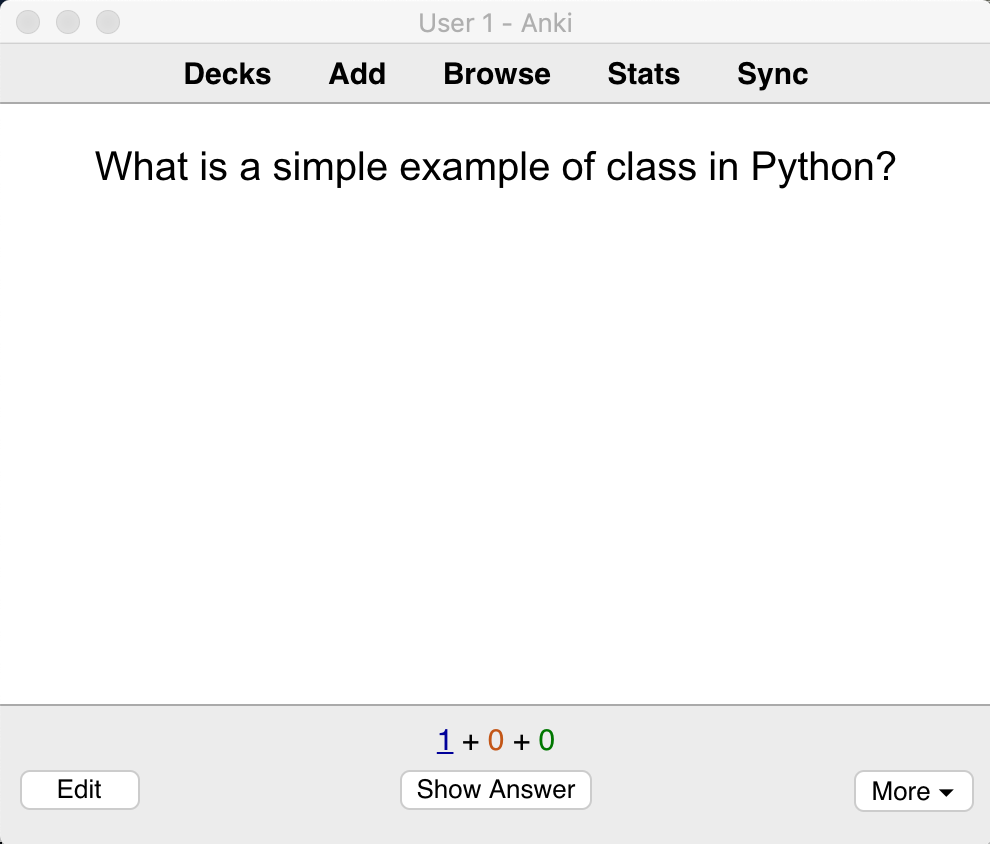 User 1 - Anki
Decks Add Browse Stats Sync
What is a simple example of class in Python?
1 + 0 + 0
Edit Show Answer More